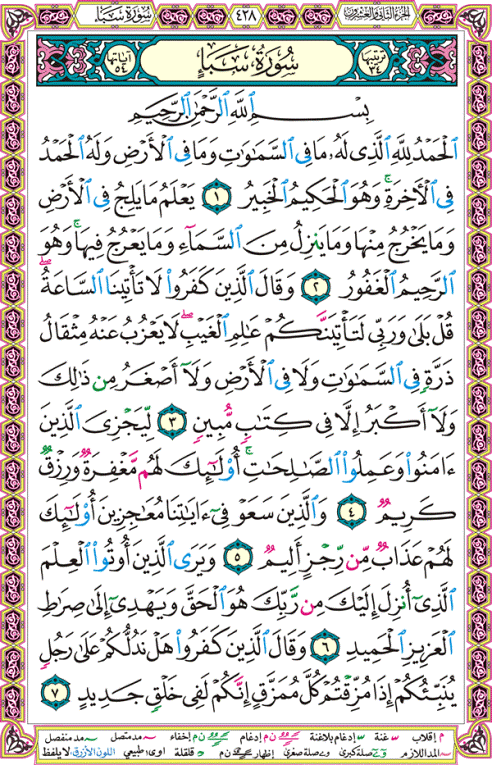 الجزء الثاني والعشرون
٤٢٨
سُورَةُ سَبَأ
ترتيبها ٣٤
سُورَةُ سَبَإٍ
آياتها ٥٤
بِسْمِ ٱللَّهِ ٱلرَّحْمَٰنِ ٱلرَّحِيمِ
ٱلْحَمْدُ لِلَّهِ ٱلَّذِى لَهُۥ مَا فِى ٱلسَّمَٰوَٰتِ وَمَا فِى ٱلْأَرْضِ وَلَهُ ٱلْحَمْدُ
فِى ٱلْأَخِرَةِ ۚ وَهُوَ ٱلْحَكِيمُ ٱلْخَبِيرُ ١ يَعْلَمُ مَا يَلِجُ فِى ٱلْأَرْضِ
وَمَا يَخْرُجُ مِنْهَا وَمَا يَنزِلُ مِنَ ٱلسَّمَآءِ وَمَا يَعْرُجُ فِيهَا ۚ وَهُوَ
ٱلرَّحِيمُ ٱلْغَفُورُ ٢ وَقَالَ ٱلَّذِينَ كَفَرُوا۟ لَا تَأْتِينَا ٱلسَّاعَةُ ۖ
قُلْ بَلَىٰ وَرَبِّى لَتَأْتِيَنَّكُمْ عَٰلِمِ ٱلْغَيْبِ ۖ لَا يَعْزُبُ عَنْهُ مِثْقَالُ
ذَرَّةٍ فِى ٱلسَّمَٰوَٰتِ وَلَا فِى ٱلْأَرْضِ وَلَآ أَصْغَرُ مِن ذَٰلِكَ
وَلَآ أَكْبَرُ إِلَّا فِى كِتَٰبٍ مُّبِينٍ ٣ لِّيَجْزِىَ ٱلَّذِينَ
ءَامَنُوا۟ وَعَمِلُوا۟ ٱلصَّٰلِحَٰتِ ۚ أُو۟لَٰٓئِكَ لَهُم مَّغْفِرَةٌ وَرِزْقٌ
كَرِيمٌ ٤ وَٱلَّذِينَ سَعَوْ فِىٓ ءَايَٰتِنَا مُعَٰجِزِينَ أُو۟لَٰٓئِكَ
لَهُمْ عَذَابٌ مِّن رِّجْزٍ أَلِيمٌ ٥ وَيَرَى ٱلَّذِينَ أُوتُوا۟ ٱلْعِلْمَ
ٱلَّذِىٓ أُنزِلَ إِلَيْكَ مِن رَّبِّكَ هُوَ ٱلْحَقَّ وَيَهْدِىٓ إِلَىٰ صِرَٰطِ
ٱلْعَزِيزِ ٱلْحَمِيدِ ٦ وَقَالَ ٱلَّذِينَ كَفَرُوا۟ هَلْ نَدُلُّكُمْ عَلَىٰ رَجُلٍ
يُنَبِّئُكُمْ إِذَا مُزِّقْتُمْ كُلَّ مُمَزَّقٍ إِنَّكُمْ لَفِى خَلْقٍ جَدِيدٍ ٧
م إقلاب س غنة س إدغام بلاغنة ن م إدغام ن م إخفاء مد متصل مد منفصل
المد اللازم صلة كبرى صلة صغرى إظهار ن م قلقلة اوى: طبيعي اللون الأزرق: لا يلفظ